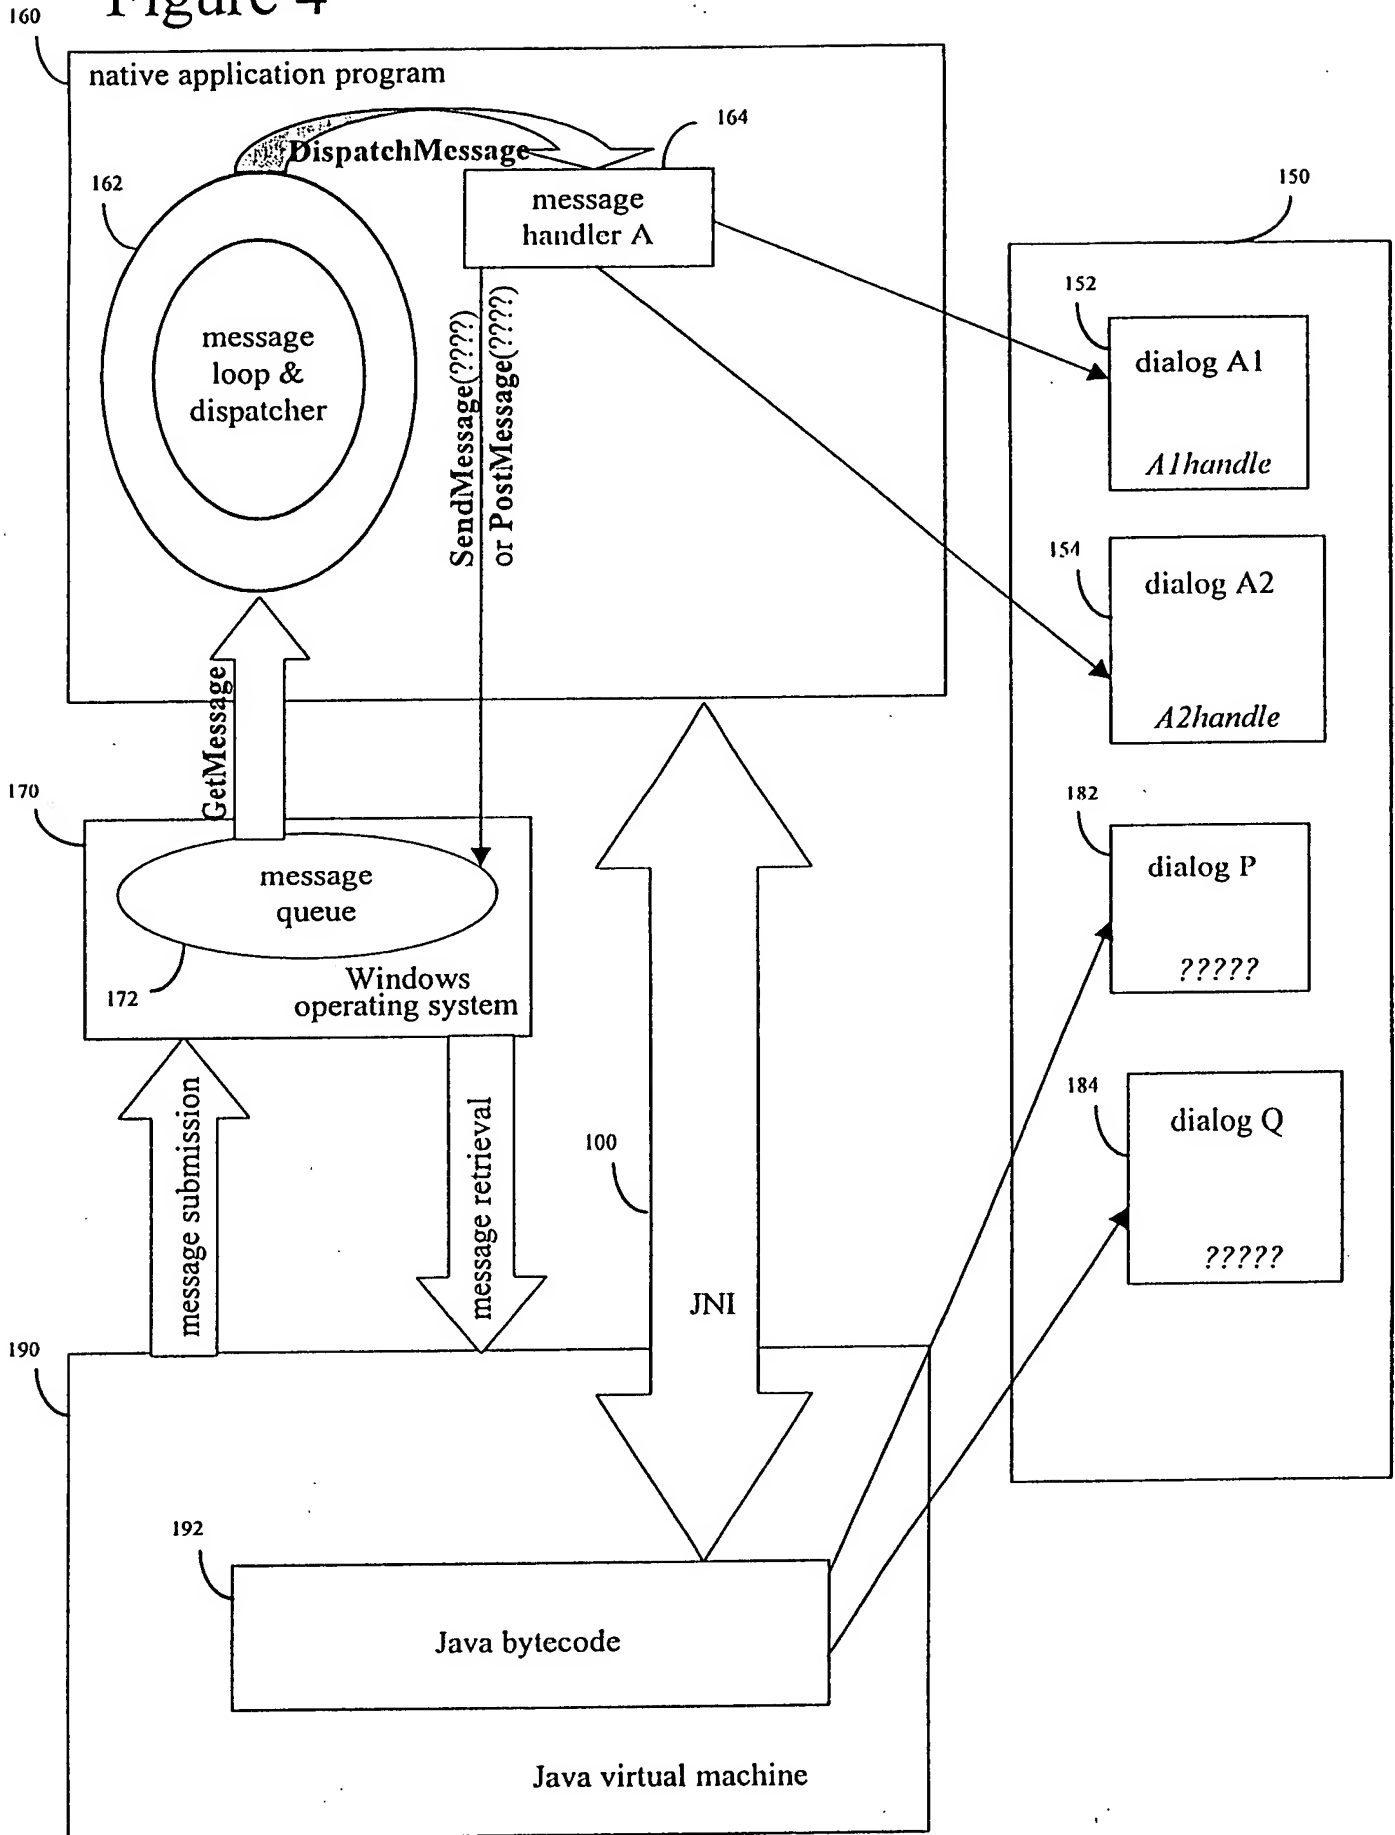 Figure 4
160
native application program
DispatchMessage
164
162
message
handler A
message
loop &
dispatcher
SendMessage(????)
or PostMessage(????)
150
152
dialog A1
A1handle
154
dialog A2
A2handle
GetMessage
170
message
queue
172
Windows
operating system
182
dialog P
?????
184
dialog Q
?????
message submission
message retrieval
100
JNI
190
192
Java bytecode
Java virtual machine